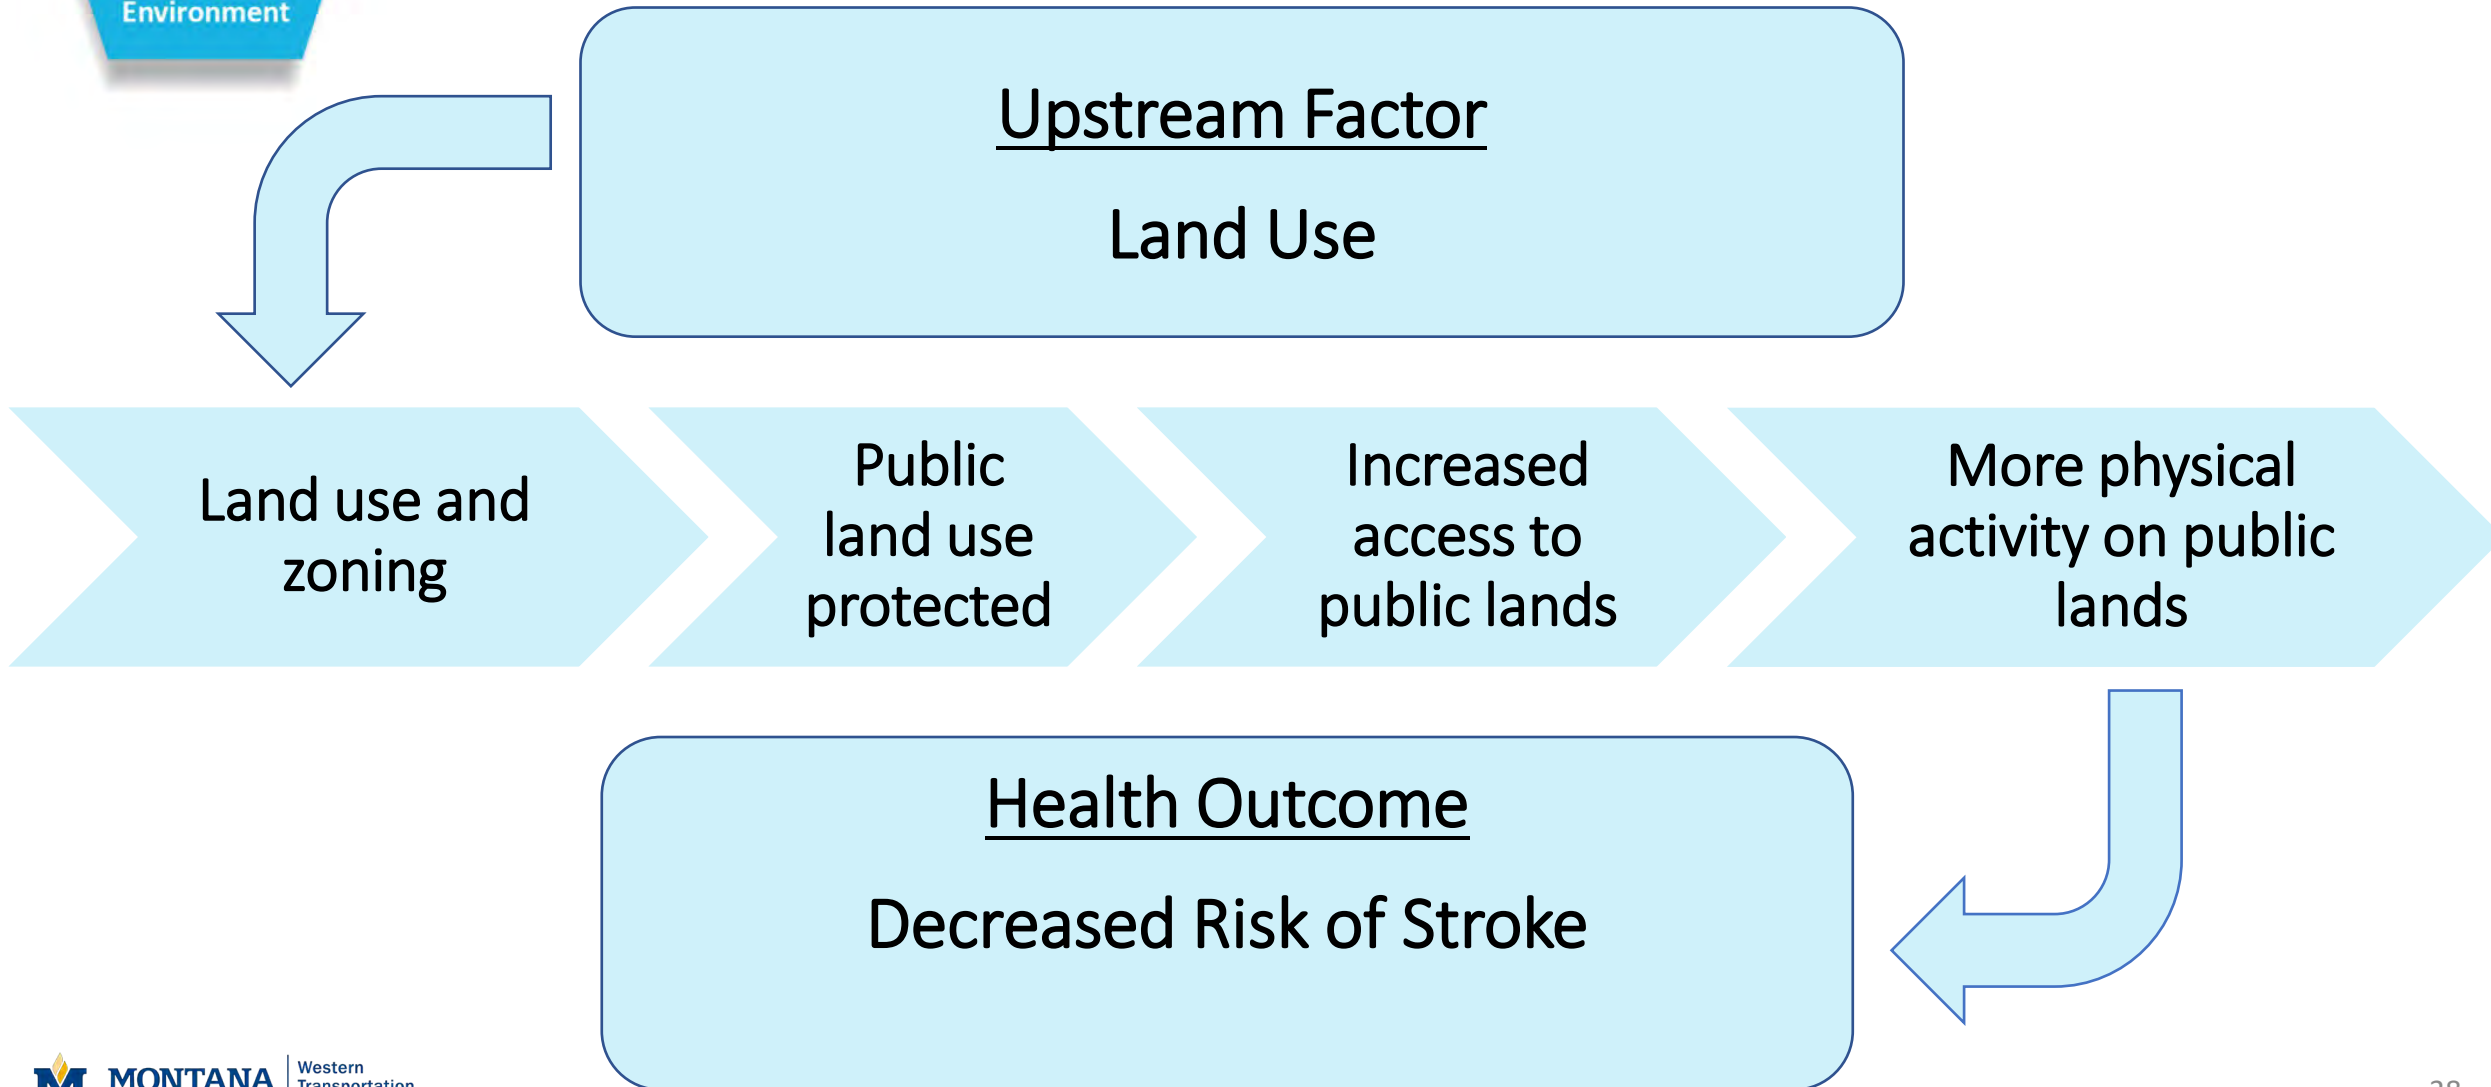 Environment
Upstream Factor
Land Use
Land use and
zoning
Public
land use
protected
Increased
access to
public lands
More physical
activity on public
lands
Health Outcome
Decreased Risk of Stroke
M MONTANA
Western
Transportation
28